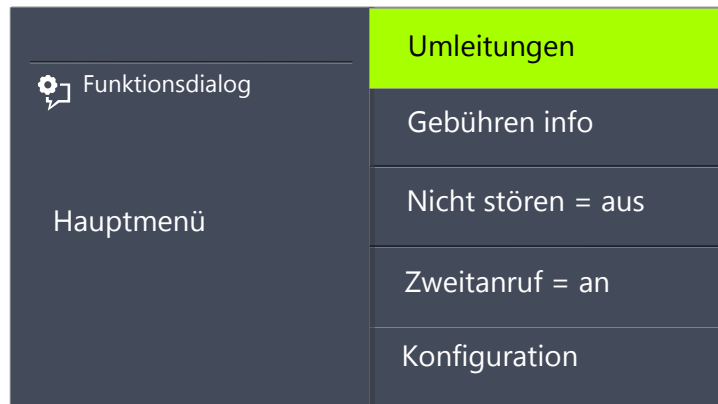 Funktionsdialog
Hauptmenü
Umleitungen
Gebühren info
Nicht stören = aus
Zweitanruf = an
Konfiguration